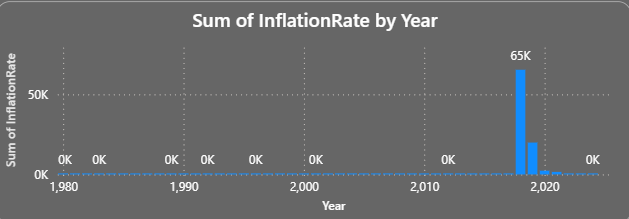 Sum of InflationRate by Year
Sum of InflationRate
65K
50K
0K 0K 0K 0K 0K 0K 0K 0K
0K
1,980 1,990 2,000 2,010 2,020
Year